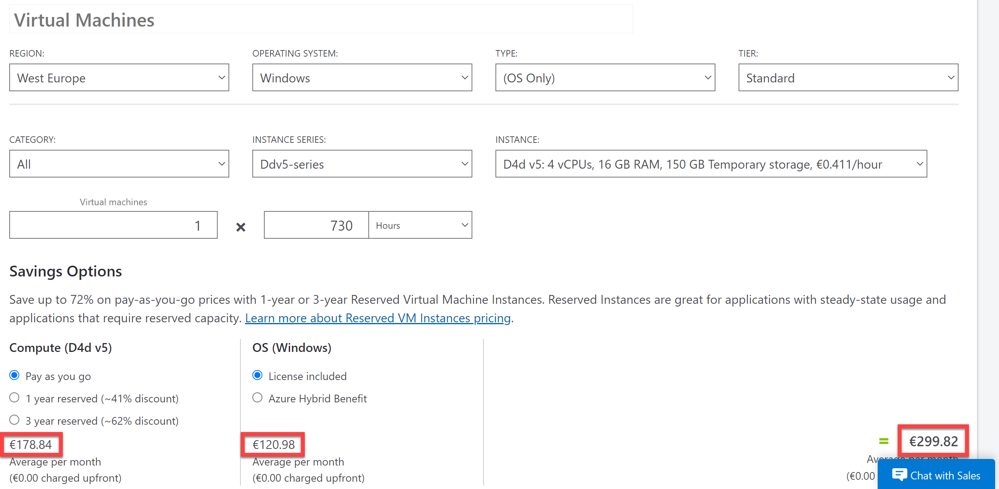 Virtual Machines
REGION:
OPERATING SYSTEM:
TYPE:
TIER:
West Europe
Windows
(OS Only)
Standard
CATEGORY:
INSTANCE SERIES:
INSTANCE:
All
Ddv5-series
D4d v5: 4 vCPUs, 16 GB RAM, 150 GB Temporary storage, €0.411/hour
Virtual machines
1
×
730
Hours
Savings Options
Save up to 72% on pay-as-you-go prices with 1-year or 3-year Reserved Virtual Machine Instances. Reserved Instances are great for applications with steady-state usage and
applications that require reserved capacity. Learn more about Reserved VM Instances pricing.
Compute (D4d v5)
Pay as you go
1 year reserved (~41% discount)
3 year reserved (~62% discount)
€178.84
Average per month
(€0.00 charged upfront)
OS (Windows)
License included
Azure Hybrid Benefit
€120.98
Average per month
(€0.00 charged upfront)
= €299.82
Average per month
(€0.00
Chat with Sales